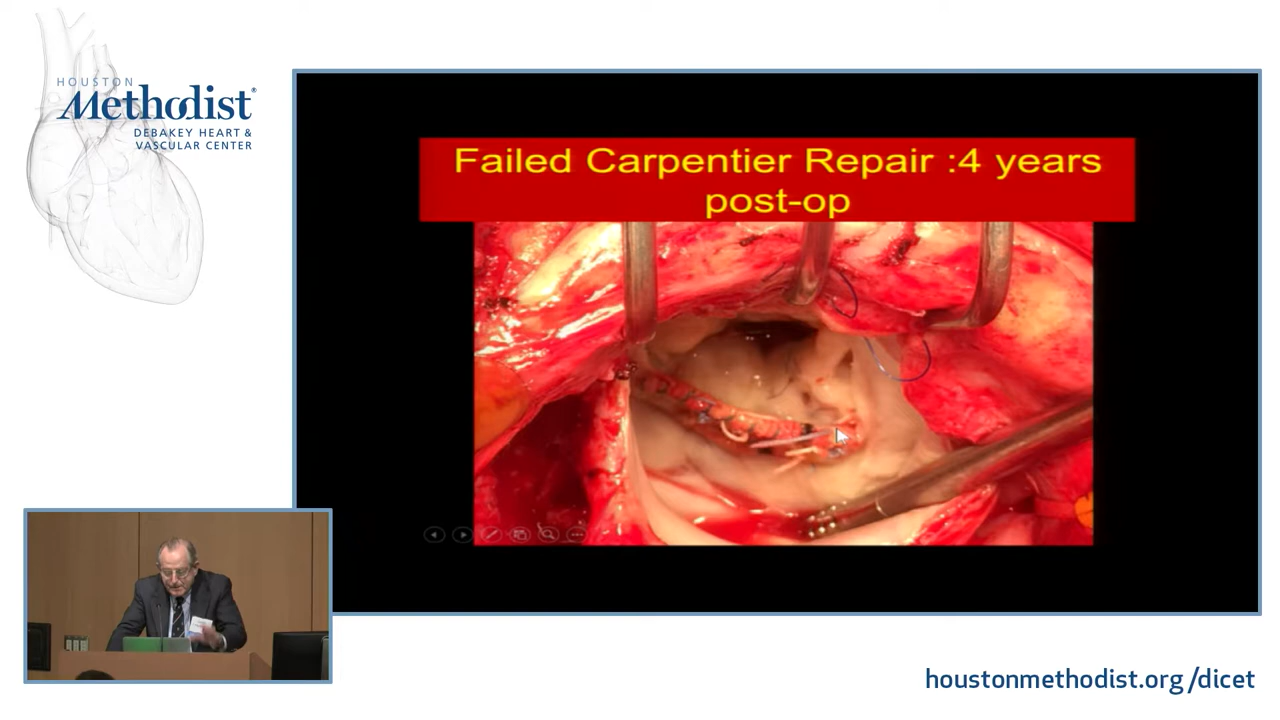 HOUSTON
Methodist®
DEBAKEY HEART &
VASCULAR CENTER
Failed Carpentier Repair :4 years
post-op
houstonmethodist.org/dicet